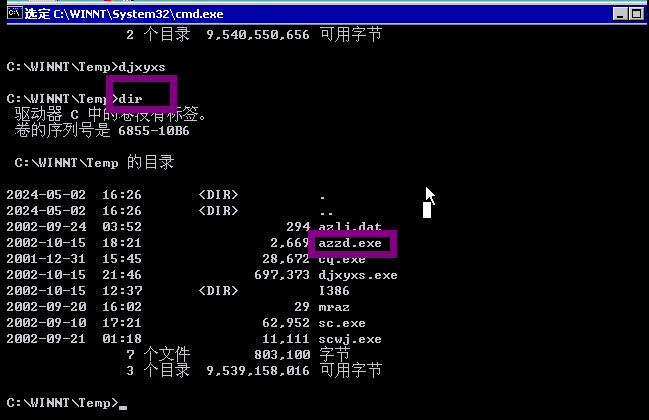 选定 C:\WINNT\System32\cmd.exe
2 个目录 9,540,550,656 可用字节
C:\WINNT\Temp>djxyxs
C:\WINNT\Temp>dir
驱动器 C 中的卷没有标签。
卷的序列号是 6855-10B6
C:\WINNT\Temp 的目录
2024-05-02 16:26 <DIR> .
2024-05-02 16:26 <DIR> ..
2002-09-24 03:52 294 azli.dat
2002-10-15 18:21 2,669 azzd.exe
2001-12-31 15:45 28,672 cq.exe
2002-10-15 21:46 697,373 djxyxs.exe
2002-10-15 12:37 <DIR> I386
2002-09-20 16:02 29 mraz
2002-09-10 17:21 62,952 sc.exe
2002-09-21 01:18 11,111 scwj.exe
7 个文件 803,100 字节
3 个目录 9,539,158,016 可用字节
C:\WINNT\Temp>_